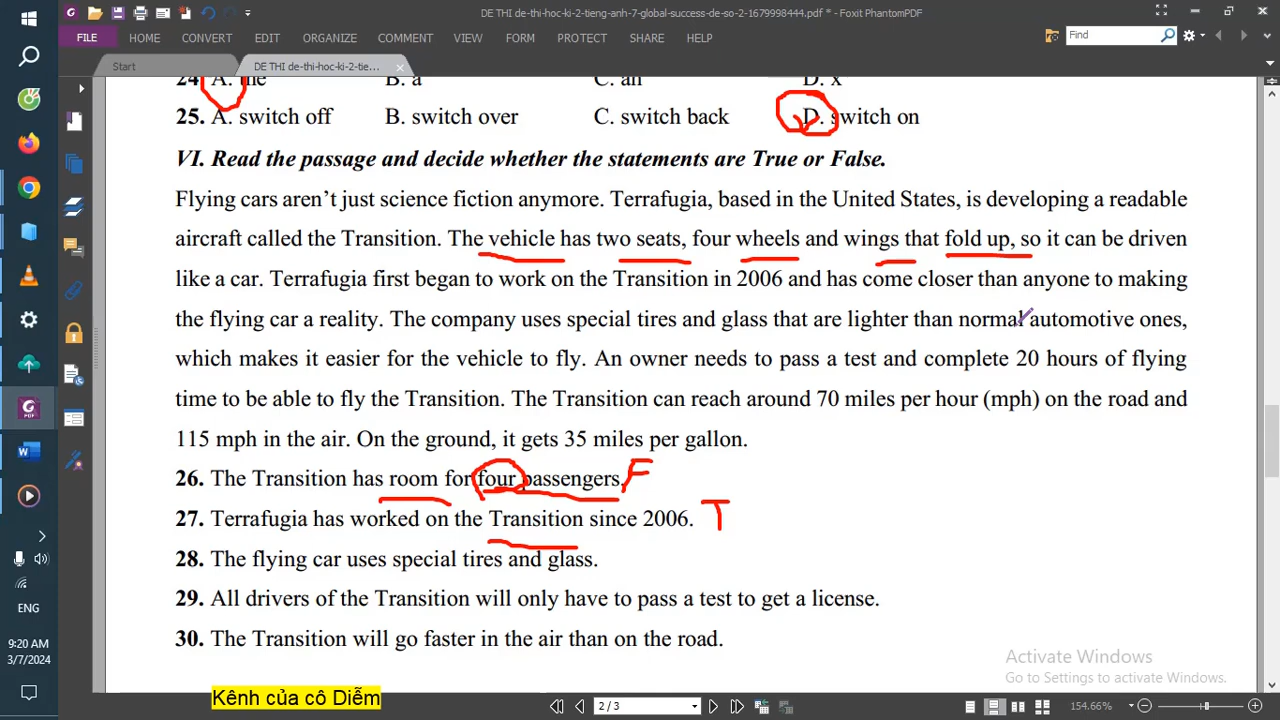 DE THI de-thi-hoc-ki-2-tieng-anh-7-global-success-de-so-2-1679998444.pdf * - Foxit PhantomPDF
FILE HOME CONVERT EDIT ORGANIZE COMMENT VIEW FORM PROTECT SHARE HELP Find
Start DE THI de-thi-hoc-ki-2-tie...
24 A. the B. a C. an D. x
25. A. switch off B. switch over C. switch back D. switch on
VI. Read the passage and decide whether the statements are True or False.
Flying cars aren't just science fiction anymore. Terrafugia, based in the United States, is developing a readable
aircraft called the Transition. The vehicle has two seats, four wheels and wings that fold up, so it can be driven
like a car. Terrafugia first began to work on the Transition in 2006 and has come closer than anyone to making
the flying car a reality. The company uses special tires and glass that are lighter than normal automotive ones,
which makes it easier for the vehicle to fly. An owner needs to pass a test and complete 20 hours of flying
time to be able to fly the Transition. The Transition can reach around 70 miles per hour (mph) on the road and
115 mph in the air. On the ground, it gets 35 miles per gallon.
26. The Transition has room for four passengers. F
27. Terrafugia has worked on the Transition since 2006. T
28. The flying car uses special tires and glass.
29. All drivers of the Transition will only have to pass a test to get a license.
30. The Transition will go faster in the air than on the road.
Activate Windows
Go to Settings to activate Windows.
ENG
9:20 AM
3/7/2024
Kênh của cô Diễm
2 / 3
154.66%